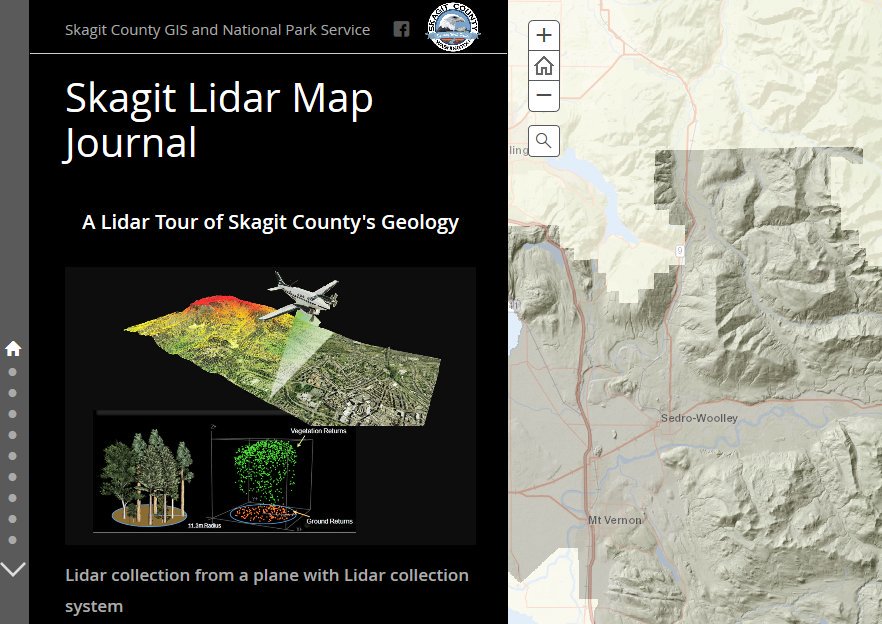 Skagit County GIS and National Park Service
SKAGIT COUNTY
WASHINGTON
Skagit Lidar Map
Journal
A Lidar Tour of Skagit County's Geology
Vegetation Returns
11.3m Radius
Ground Returns
Lidar collection from a plane with Lidar collection
system
ling
9
Sedro-Woolley
Mt Vernon